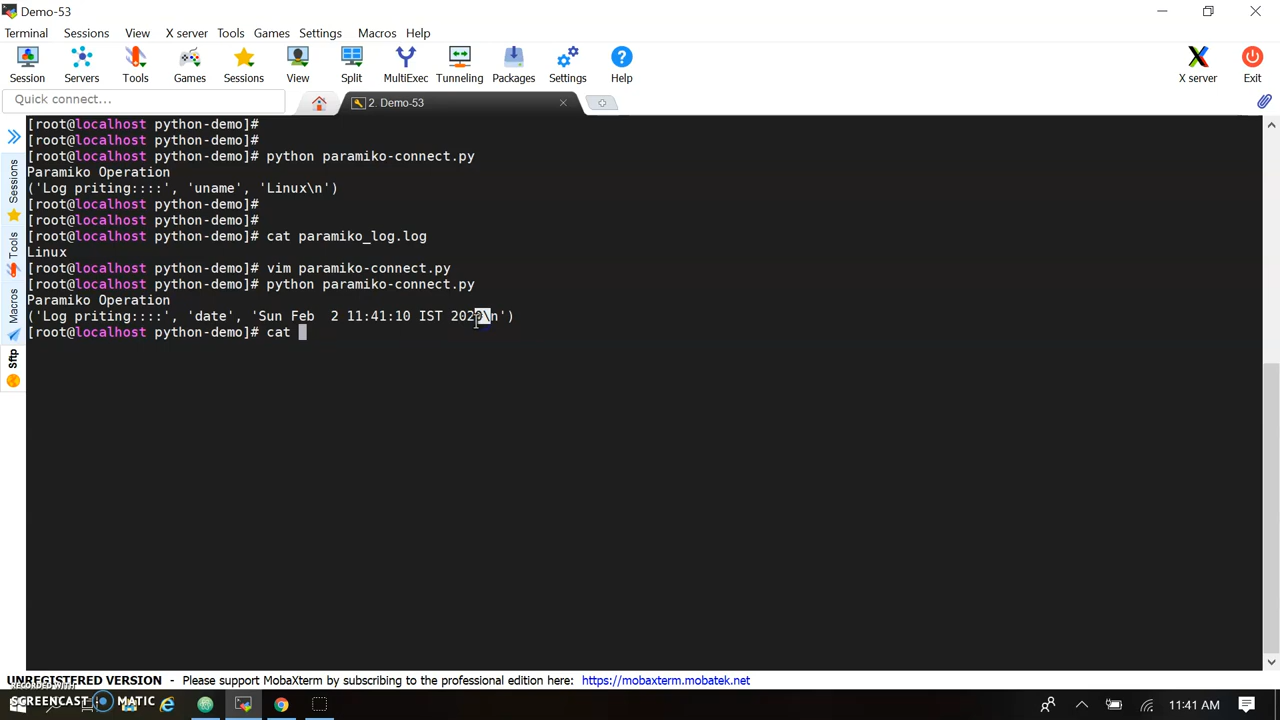 Demo-53
Terminal Sessions View X server Tools Games Settings Macros Help
Session Servers Tools Games Sessions View Split MultiExec Tunneling Packages Settings Help X server Exit
Quick connect...
2. Demo-53
Sessions
Tools
Macros
Sftp
[root@localhost python-demo]#
[root@localhost python-demo]#
[root@localhost python-demo]# python paramiko-connect.py
Paramiko Operation
('Log priting::::', 'uname', 'Linux\n')
[root@localhost python-demo]#
[root@localhost python-demo]#
[root@localhost python-demo]# cat paramiko_log.log
Linux
[root@localhost python-demo]# vim paramiko-connect.py
[root@localhost python-demo]# python paramiko-connect.py
Paramiko Operation
('Log priting::::', 'date', 'Sun Feb  2 11:41:10 IST 2020\n')
[root@localhost python-demo]# cat
UNREGISTERED VERSION - Please support MobaXterm by subscribing to the professional edition here: https://mobaxterm.mobatek.net
RECORDED WITH
SCREENCAST MATIC
11:41 AM